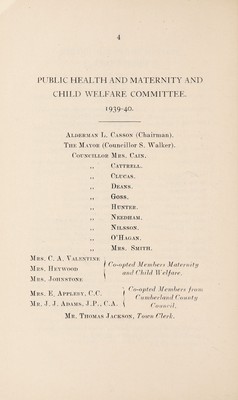 4
PUBLIC HEALTH AND MATERNITY AND
CHILD WELFARE COMMITTEE.
1939-40.
ALDERMAN L. CASSON (Chairman).
THE MAYOR (Councillor S. Walker).
COUNCILLOR MRS. CAIN.
,, CATTRELL.
,, CLUCAS.
,, DEANS.
,, GOSS.
,, HUNTER.
,, NEEDHAM.
,, NILSSON.
,, O'HAGAN.
,, MRS. SMITH.
MRS. C. A. VALENTINE
MRS. HEYWOOD
MRS. JOHNSTONE
Co-opted Members Maternity
and Child Welfare.
MRS. E. APPLEBY, C.C.
MR. J. J. ADAMS, J.P., C.A.
Co-opted Members from
Cumberland County
Council.
MR. THOMAS JACKSON, Town Clerk.